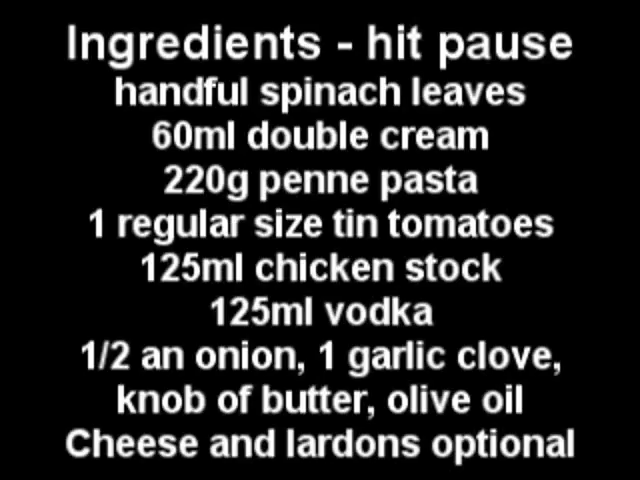 Ingredients - hit pause
handful spinach leaves
60ml double cream
220g penne pasta
1 regular size tin tomatoes
125ml chicken stock
125ml vodka
1/2 an onion, 1 garlic clove,
knob of butter, olive oil
Cheese and lardons optional